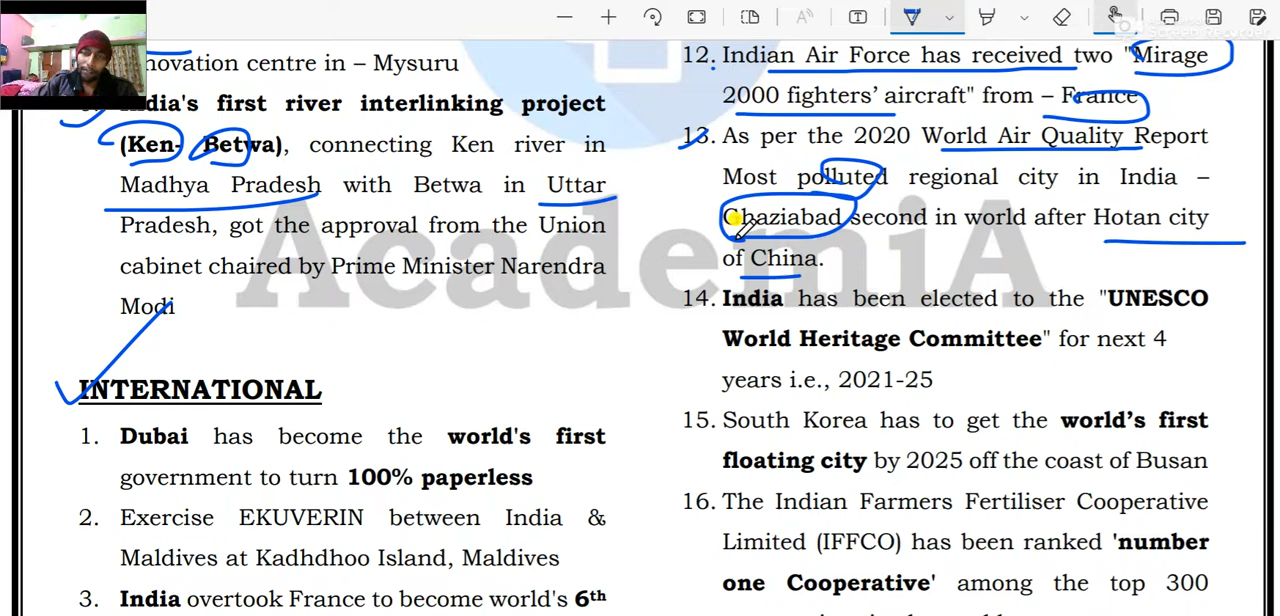 novation centre in – Mysuru
India's first river interlinking project
(Ken- Betwa), connecting Ken river in
Madhya Pradesh with Betwa in Uttar
Pradesh, got the approval from the Union
cabinet chaired by Prime Minister Narendra
Modi
INTERNATIONAL
1. Dubai has become the world's first
government to turn 100% paperless
2. Exercise EKUVERIN between India &
Maldives at Kadhdhoo Island, Maldives
3. India overtook France to become world's 6th
12. Indian Air Force has received two "Mirage
2000 fighters’ aircraft" from – France
13. As per the 2020 World Air Quality Report
Most polluted regional city in India –
Ghaziabad second in world after Hotan city
of China.
14. India has been elected to the "UNESCO
World Heritage Committee" for next 4
years i.e., 2021-25
15. South Korea has to get the world’s first
floating city by 2025 off the coast of Busan
16. The Indian Farmers Fertiliser Cooperative
Limited (IFFCO) has been ranked 'number
one Cooperative' among the top 300
AcademiA